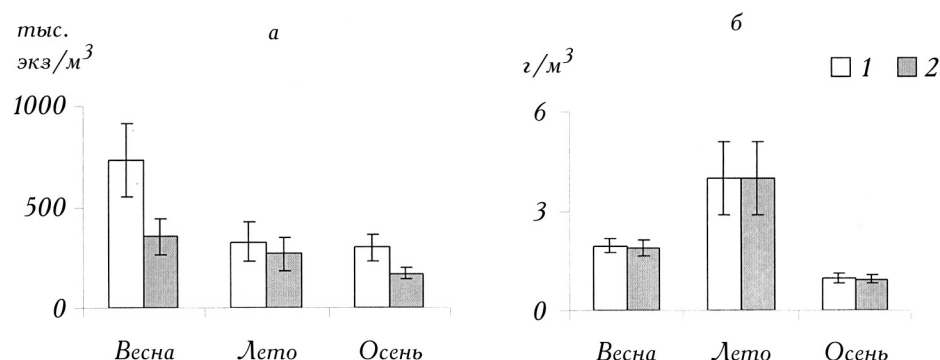 тыс.
экз/м³
а
1000
500
0
Весна Лето Осень
б
г/м³
1 2
6
3
0
Весна Лето Осень